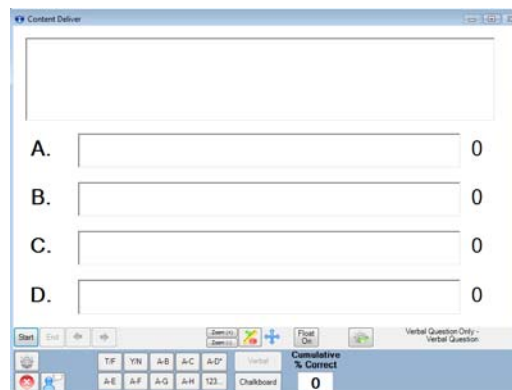 Content Deliver
A. 0
B. 0
C. 0
D. 0
Start End Zoom (+) Float On Verbal Question Only -
Zoom (-) Verbal Question
T/F Y/N A-B A-C A-D* Verbal Cumulative % Correct
A-E A-F A-G A-H 123... Chalkboard 0